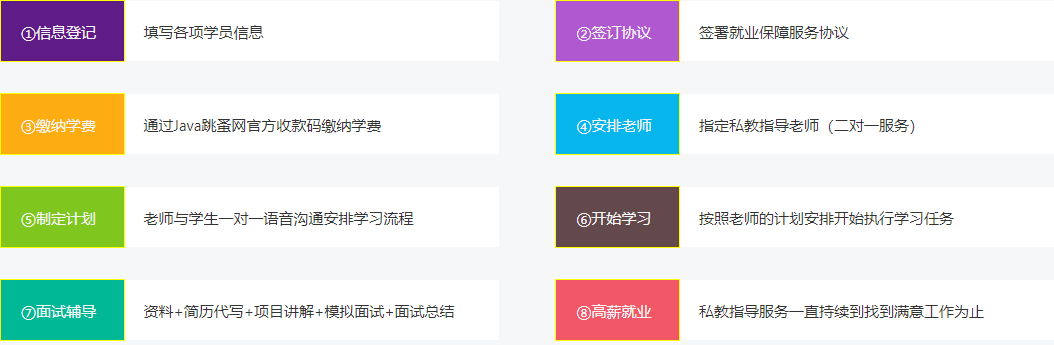 ①信息登记 填写各项学员信息
②签订协议 签署就业保障服务协议
③缴纳学费 通过Java跳蚤网官方收款码缴纳学费
④安排老师 指定私教指导老师（二对一服务）
⑤制定计划 老师与学生一对一语音沟通安排学习流程
⑥开始学习 按照老师的计划安排开始执行学习任务
⑦面试辅导 资料+简历代写+项目讲解+模拟面试+面试总结
⑧高薪就业 私教指导服务一直持续到找到满意工作为止